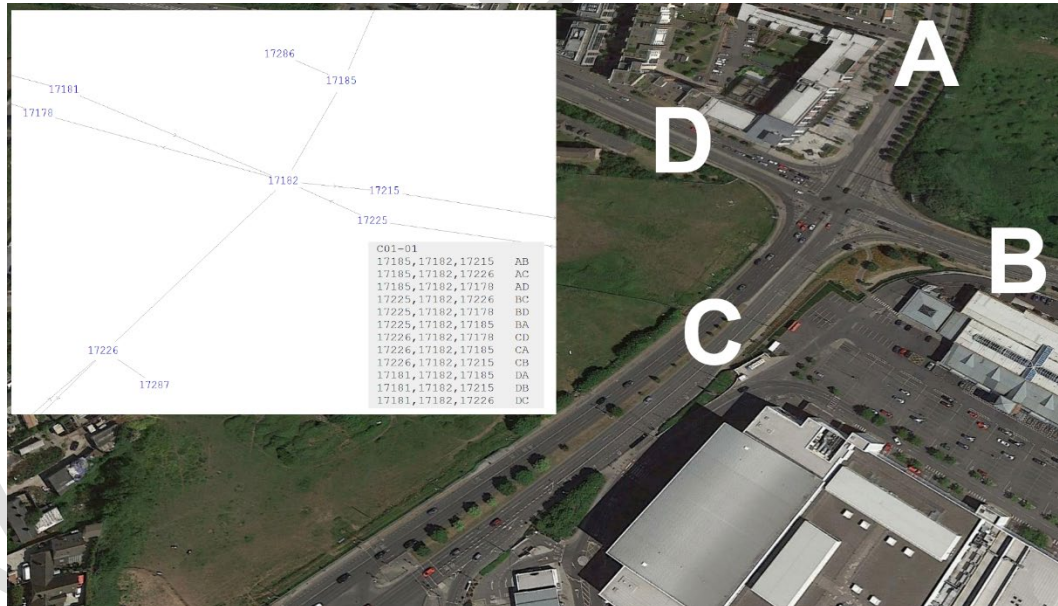 17286
17185
17181
17178
17182
17215
17225
17226
17287
C01-01
17185,17182,17215 AB
17185,17182,17226 AC
17185,17182,17178 AD
17225,17182,17226 BC
17225,17182,17178 BD
17225,17182,17185 BA
17226,17182,17178 CD
17226,17182,17185 CA
17226,17182,17215 CB
17181,17182,17185 DA
17181,17182,17215 DB
17181,17182,17226 DC
A
D
B
C